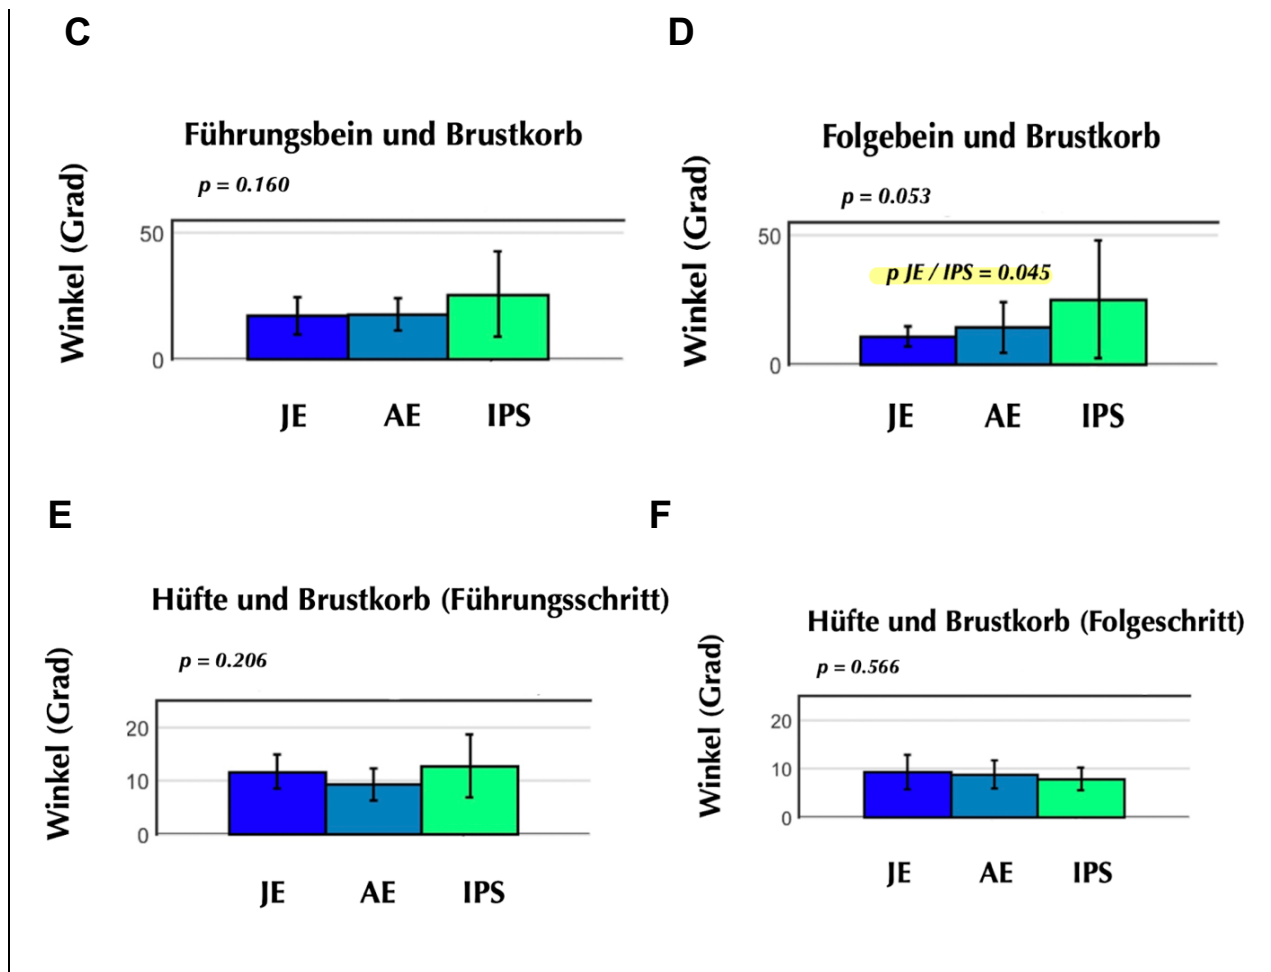 C
Führungsbein und Brustkorb
p = 0.160
Winkel (Grad)
50
0
JE AE IPS
D
Folgebein und Brustkorb
p = 0.053
Winkel (Grad)
50
p JE / IPS = 0.045
0
JE AE IPS
E
Hüfte und Brustkorb (Führungsschritt)
p = 0.206
Winkel (Grad)
20
10
0
JE AE IPS
F
Hüfte und Brustkorb (Folgeschritt)
p = 0.566
Winkel (Grad)
20
10
0
JE AE IPS